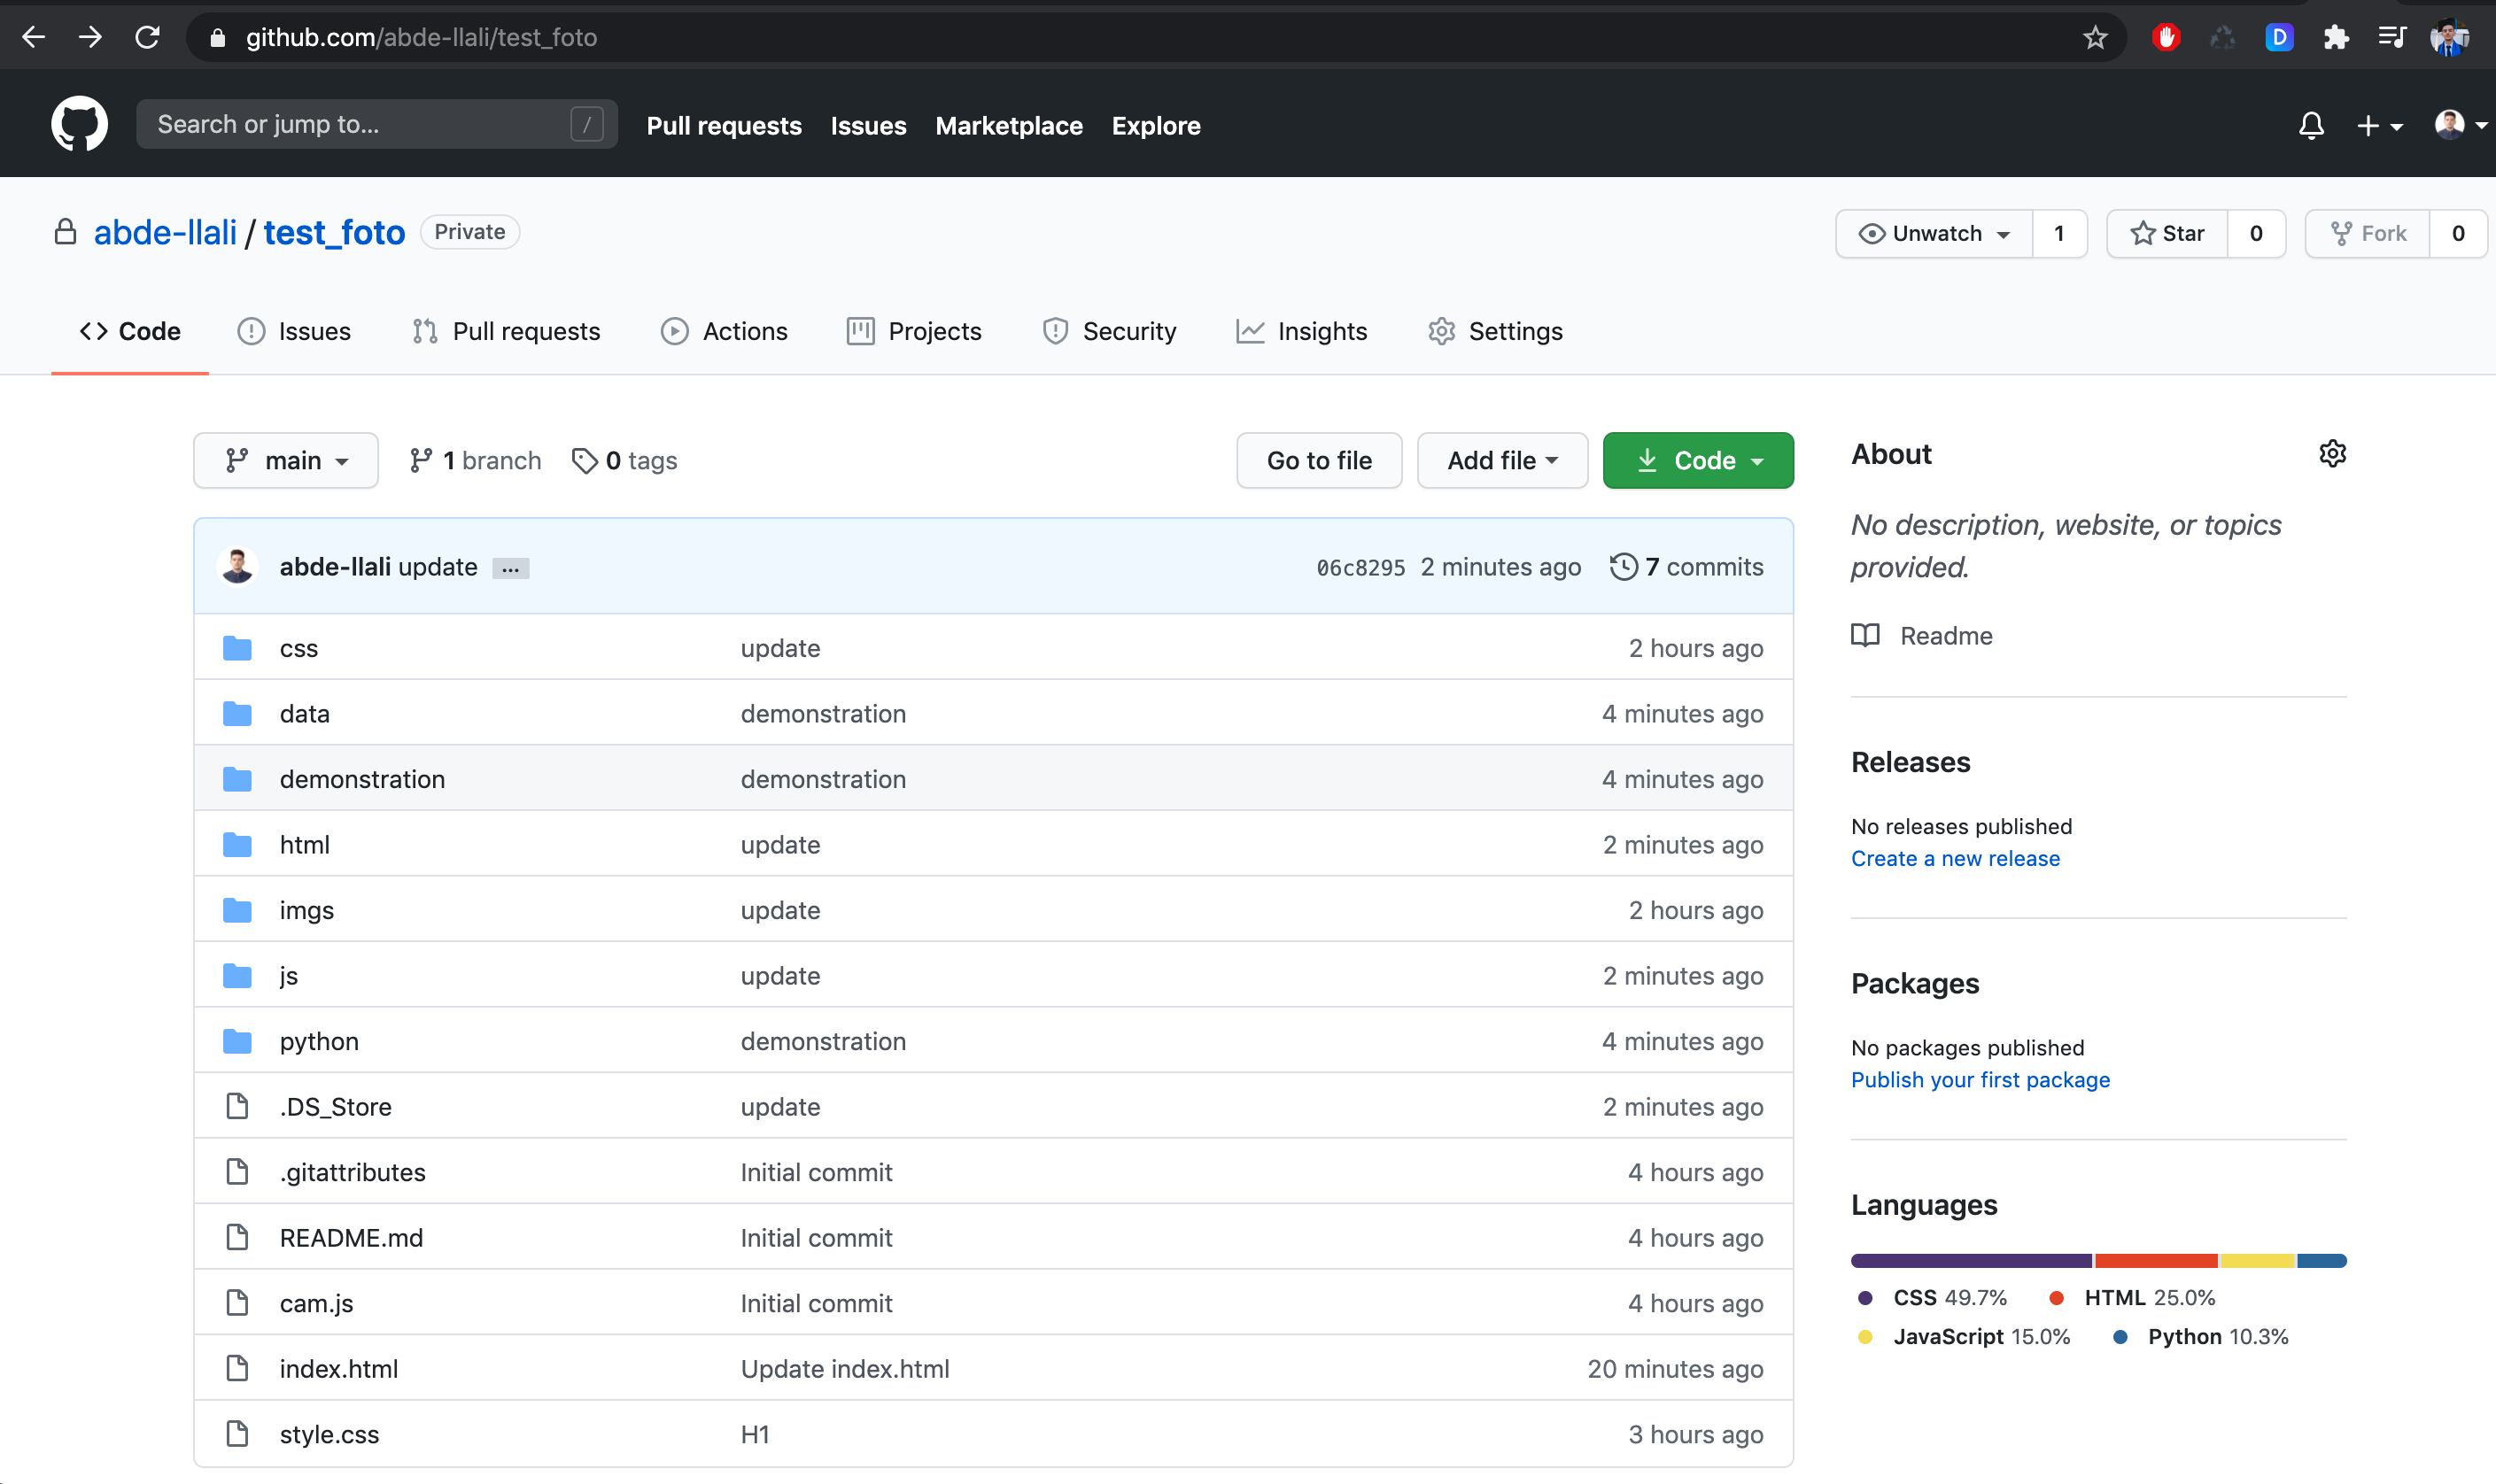 github.com/abde-llali/test_foto
D
Search or jump to... /
Pull requests Issues Marketplace Explore
abde-llali / test_foto Private
Unwatch 1 Star 0 Fork 0
Code Issues Pull requests Actions Projects Security Insights Settings
main 1 branch 0 tags
Go to file Add file Code
abde-llali update ... 06c8295 2 minutes ago 7 commits
css update 2 hours ago
data demonstration 4 minutes ago
demonstration demonstration 4 minutes ago
html update 2 minutes ago
imgs update 2 hours ago
js update 2 minutes ago
python demonstration 4 minutes ago
.DS_Store update 2 minutes ago
.gitattributes Initial commit 4 hours ago
README.md Initial commit 4 hours ago
cam.js Initial commit 4 hours ago
index.html Update index.html 20 minutes ago
style.css H1 3 hours ago
About
No description, website, or topics
provided.
Readme
Releases
No releases published
Create a new release
Packages
No packages published
Publish your first package
Languages
CSS 49.7% HTML 25.0%
JavaScript 15.0% Python 10.3%